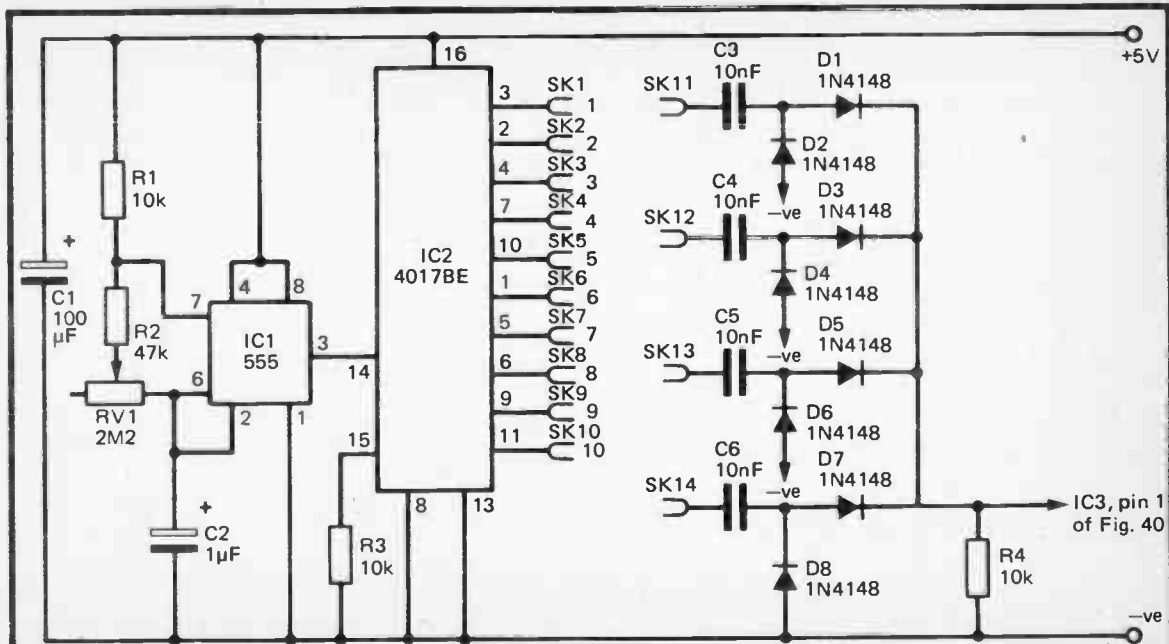 +5V
R1
10k
+
C1
100
µF
R2
47k
RV1
2M2
7
4
8
IC1
555
3
6
2
1
+
C2
1µF
16
IC2
4017BE
14
15
8
13
R3
10k
3
SK1
1
2
SK2
2
4
SK3
3
7
SK4
4
10
SK5
5
1
SK6
6
5
SK7
7
6
SK8
8
9
SK9
9
11
SK10
10
SK11
C3
10nF
D1
1N4148
D2
1N4148
–ve
SK12
C4
10nF
D3
1N4148
D4
1N4148
–ve
SK13
C5
10nF
D5
1N4148
D6
1N4148
–ve
SK14
C6
10nF
D7
1N4148
D8
1N4148
IC3, pin 1
of Fig. 40
R4
10k
–ve